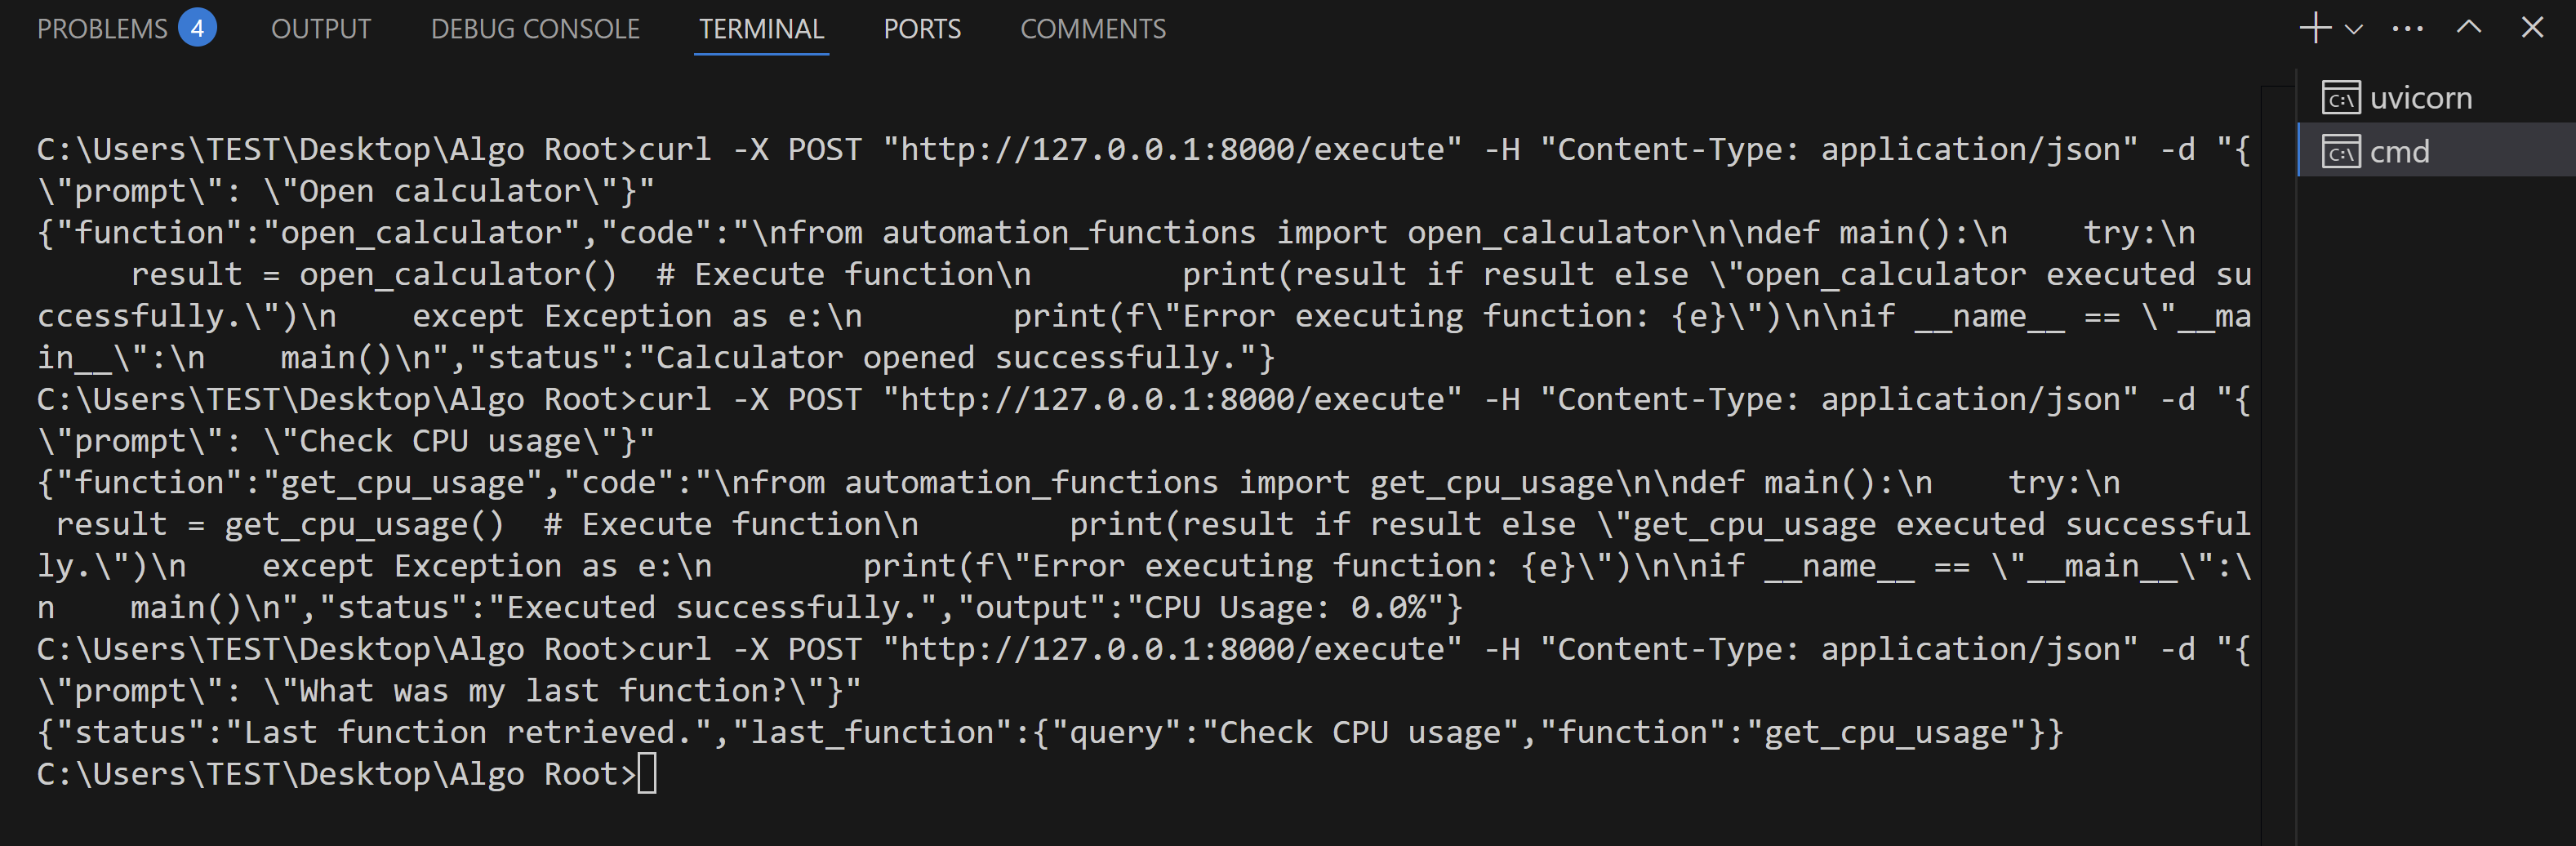 PROBLEMS 4 OUTPUT DEBUG CONSOLE TERMINAL PORTS COMMENTS
uvicorn
cmd
C:\Users\TEST\Desktop\Algo Root>curl -X POST "http://127.0.0.1:8000/execute" -H "Content-Type: application/json" -d "{
\"prompt\": \"Open calculator\"}"
{"function":"open_calculator","code":"\nfrom automation_functions import open_calculator\n\ndef main():\n    try:\n
     result = open_calculator()  # Execute function\n        print(result if result else \"open_calculator executed su
ccessfully.\")\n    except Exception as e:\n        print(f\"Error executing function: {e}\")\n\nif __name__ == \"__ma
in__\":\n    main()\n","status":"Calculator opened successfully."}
C:\Users\TEST\Desktop\Algo Root>curl -X POST "http://127.0.0.1:8000/execute" -H "Content-Type: application/json" -d "{
\"prompt\": \"Check CPU usage\"}"
{"function":"get_cpu_usage","code":"\nfrom automation_functions import get_cpu_usage\n\ndef main():\n    try:\n
 result = get_cpu_usage()  # Execute function\n        print(result if result else \"get_cpu_usage executed successful
ly.\")\n    except Exception as e:\n        print(f\"Error executing function: {e}\")\n\nif __name__ == \"__main__\":\
n    main()\n","status":"Executed successfully.","output":"CPU Usage: 0.0%"}
C:\Users\TEST\Desktop\Algo Root>curl -X POST "http://127.0.0.1:8000/execute" -H "Content-Type: application/json" -d "{
\"prompt\": \"What was my last function?\"}"
{"status":"Last function retrieved.","last_function":{"query":"Check CPU usage","function":"get_cpu_usage"}}
C:\Users\TEST\Desktop\Algo Root>